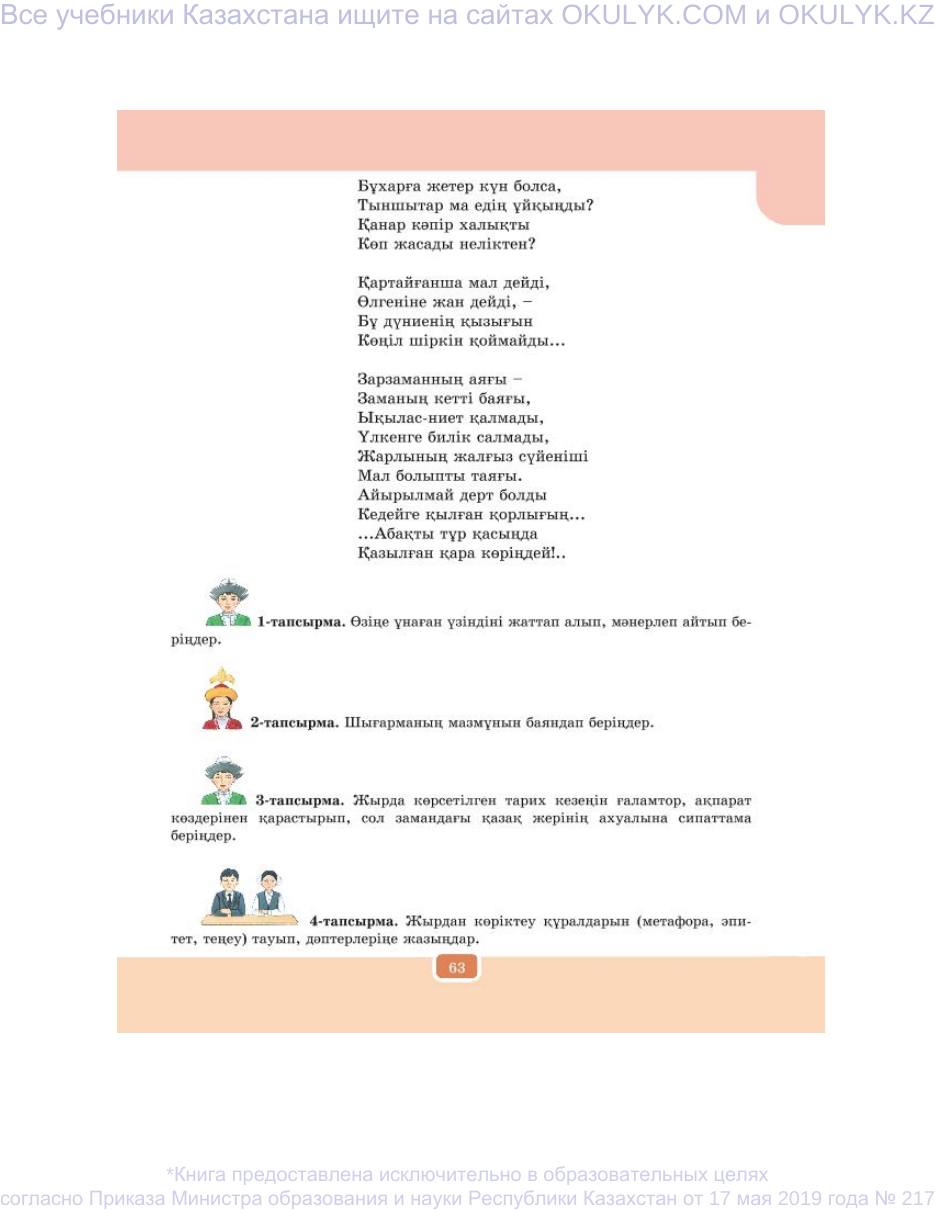 Все учебники Казахстана ищите на сайтах OKULYK.COM и OKULYK.KZ
Бұхарға жетер күн болса,
Тыншытар ма едің ұйқыңды?
Қанар кәпір халықты
Көп жасады неліктен?
Қартайғанша мал дейді,
Өлгеніне жан дейді, –
Бұ дүниенің қызығын
Көңіл шіркін қоймайды...
Зарзаманның аяғы –
Заманың кетті баяғы,
Ықылас-ниет қалмады,
Үлкенге билік салмады,
Жарлының жалғыз сүйеніші
Мал болыпты таяғы.
Айырылмай дерт болды
Кедейге қылған қорлығың...
...Абақты тұр қасыңда
Қазылған қара көріңдей!..
1-тапсырма. Өзіңе ұнаған үзіндіні жаттап алып, мәнерлеп айтып бе-
ріңдер.
2-тапсырма. Шығарманың мазмұнын баяндап беріңдер.
3-тапсырма. Жырда көрсетілген тарих кезеңін ғаламтор, ақпарат
көздерінен қарастырып, сол замандағы қазақ жерінің ахуалына сипаттама
беріңдер.
4-тапсырма. Жырдан көріктеу құралдарын (метафора, эпи-
тет, теңеу) тауып, дәптерлеріңе жазыңдар.
63
*Книга предоставлена исключительно в образовательных целях
согласно Приказа Министра образования и науки Республики Казахстан от 17 мая 2019 года № 217